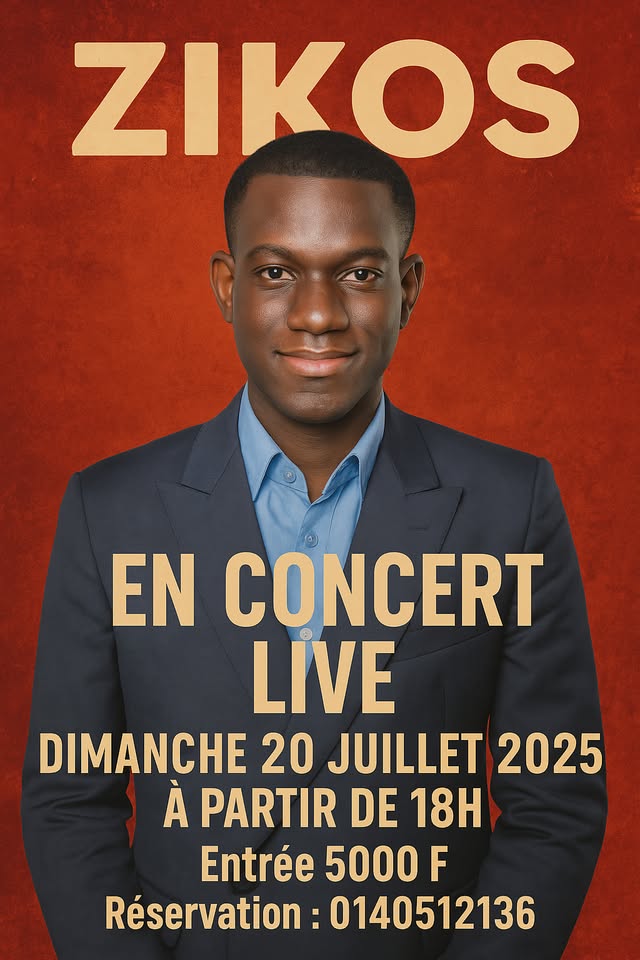 ZIKOS
EN CONCERT
LIVE
DIMANCHE 20 JUILLET 2025
À PARTIR DE 18H
Entrée 5000 F
Réservation : 0140512136